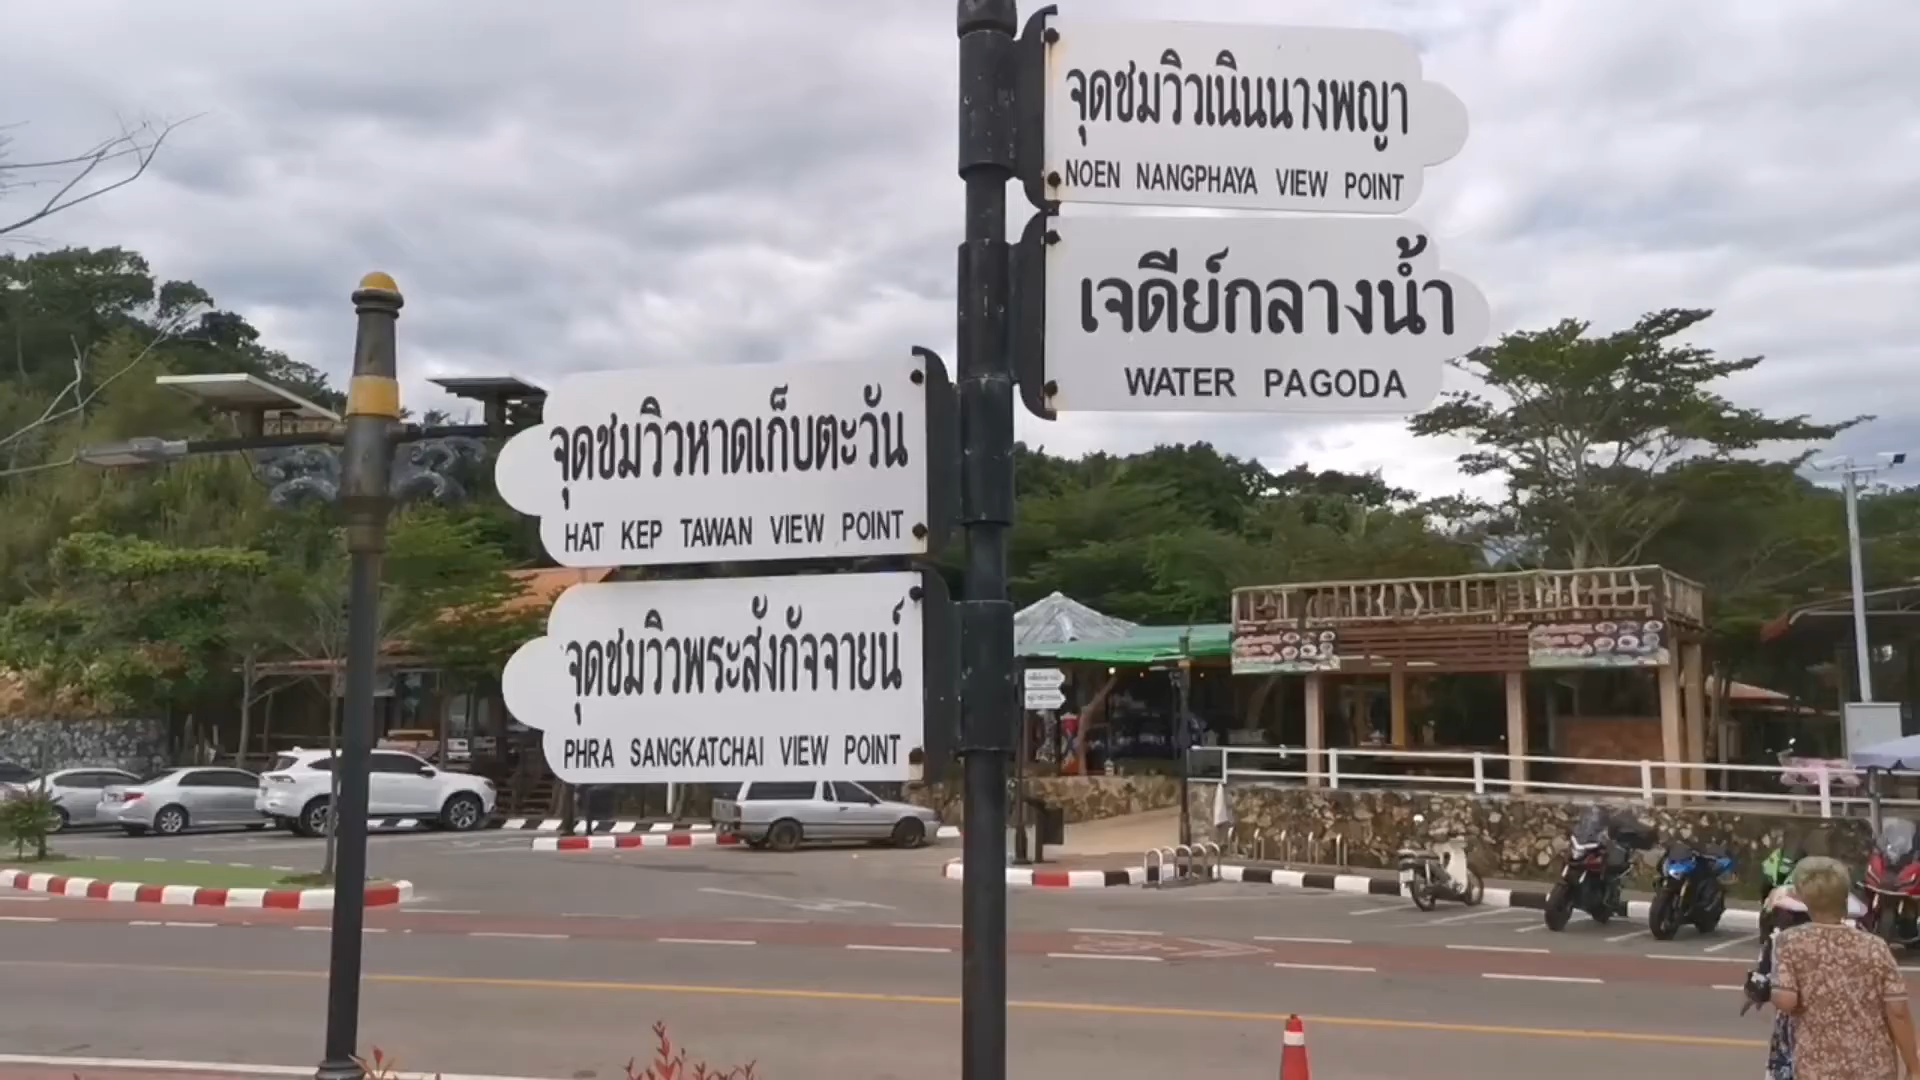 จุดชมวิวเนินนางพญา
NOEN NANGPHAYA VIEW POINT
เจดีย์กลางน้ำ
WATER PAGODA
จุดชมวิวหาดเก็บตะวัน
HAT KEP TAWAN VIEW POINT
จุดชมวิวพระสังกัจจายน์
PHRA SANGKATCHAI VIEW POINT